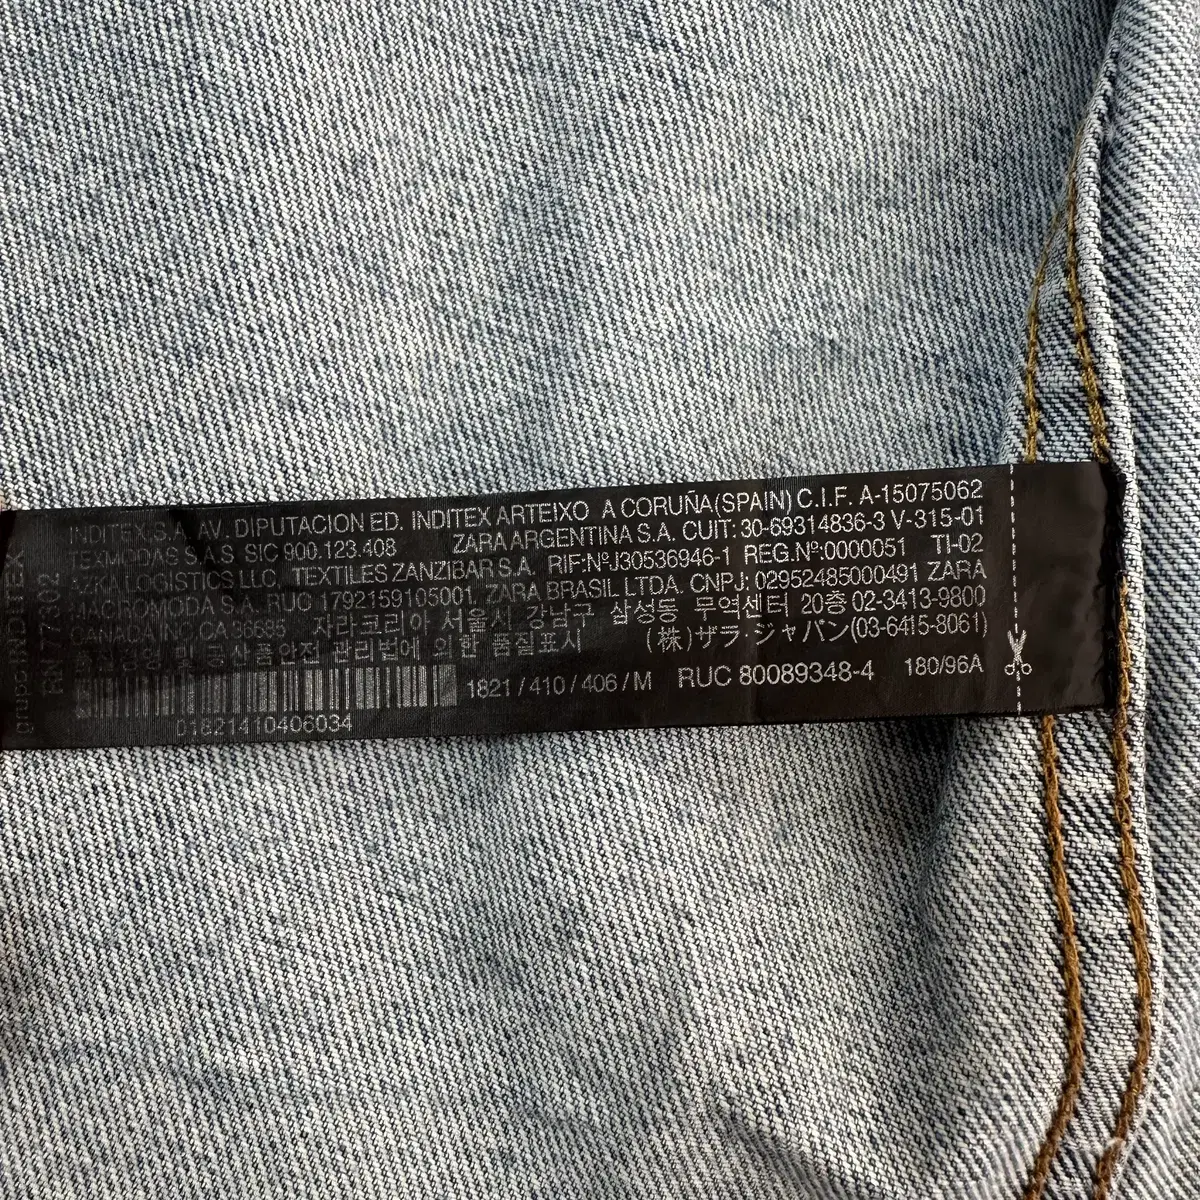 INDITEX, S.A. AV. DIPUTACION ED. INDITEX ARTEIXO A CORUÑA (SPAIN) C.I.F. A-15075062
TEXMODAS S.A.S SIC 900.123.408 ZARA ARGENTINA S.A. CUIT: 30-69314836-3 V-315-01
LOGISTICS LLC, TEXTILES ZANZIBAR S.A. RIF:NºJ30536946-1 REG.Nº:0000051 TI-02
MACROMODA S.A. RUC 1792159105001, ZARA BRASIL LTDA. CNPJ: 02952485000491 ZARA
CANADA INC. CA 36685 자라코리아 서울시 강남구 삼성동 무역센터 20층 02-3413-9800
및 공산품안전 관리법에 의한 품질표시 (株)ザラ・ジャパン(03-6415-8061)
1821 / 410 / 406 / M RUC 80089348-4 180/96A
01821410406034
grupo INDITEX
RN 77302